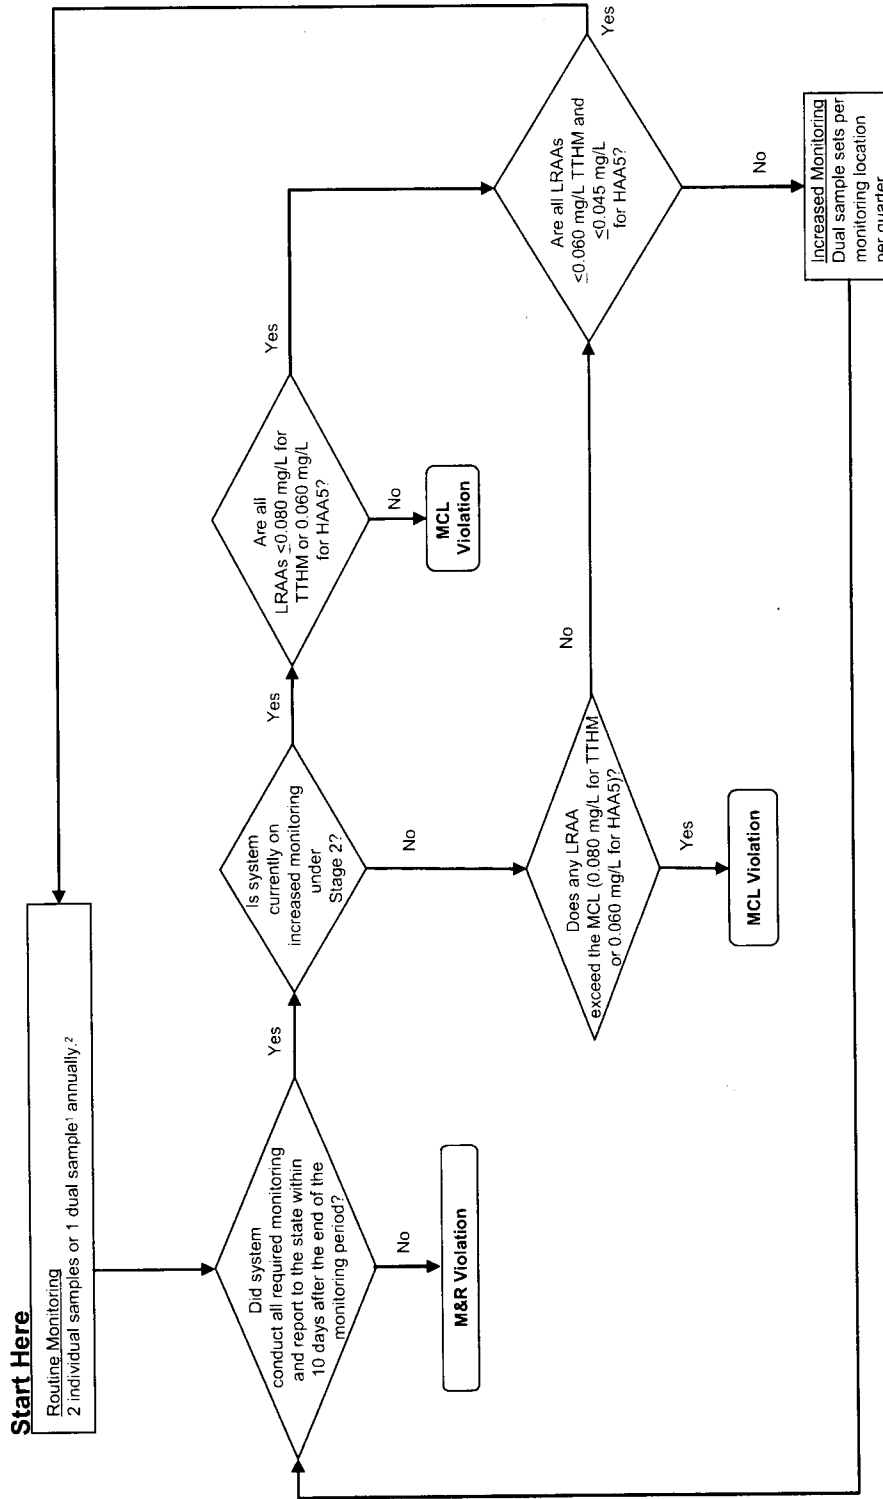 Start Here
Routine Monitoring
2 individual samples or 1 dual sample¹ annually.²
Did system
conduct all required monitoring
and report to the state within
10 days after the end of the
monitoring period?
No
M&R Violation
Yes
Is system
currently on
increased monitoring
under
Stage 2?
No
Yes
Does any LRAA
exceed the MCL (0.080 mg/L for TTHM
or 0.060 mg/L for HAA5)?
Yes
MCL Violation
No
Are all
LRAAs ≤0.080 mg/L for
TTHM or 0.060 mg/L
for HAA5?
No
MCL
Violation
Yes
Are all LRAAs
≤0.060 mg/L TTHM and
≤0.045 mg/L
for HAA5?
Yes
No
Increased Monitoring
Dual sample sets per
monitoring location
per quarter